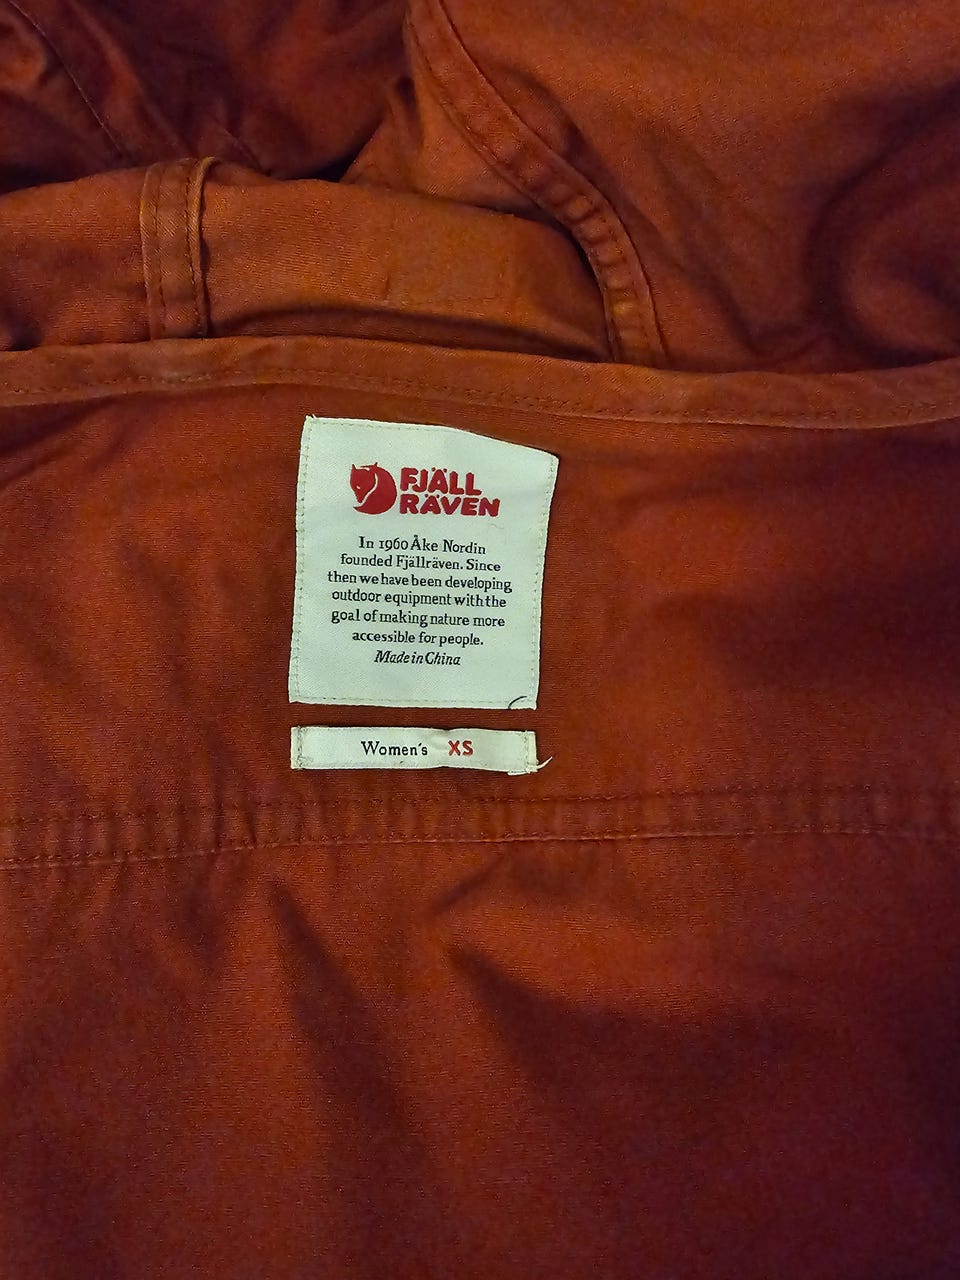 FJÄLL
RÄVEN
In 1960 Åke Nordin
founded Fjällräven. Since
then we have been developing
outdoor equipment with the
goal of making nature more
accessible for people.
Made in China
Women's XS